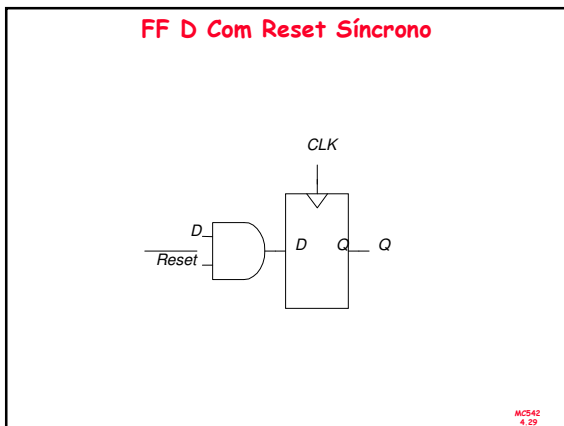 FF D Com Reset Síncrono
CLK
D
Reset
D Q Q
MC542
4.29